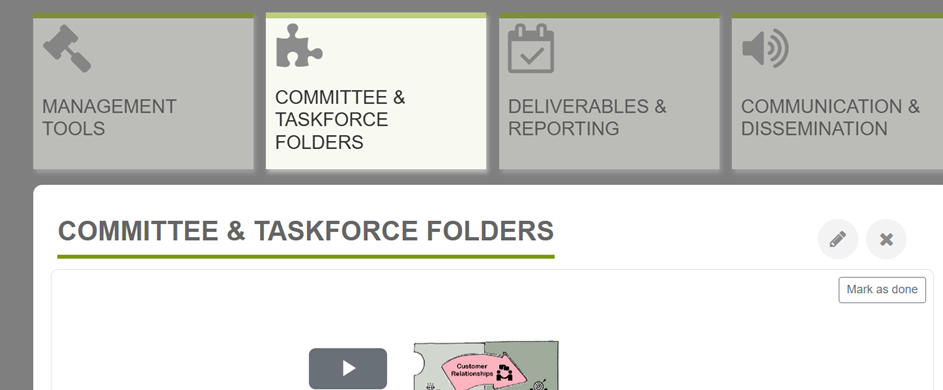 MANAGEMENT
TOOLS
COMMITTEE &
TASKFORCE
FOLDERS
DELIVERABLES &
REPORTING
COMMUNICATION &
DISSEMINATION
COMMITTEE & TASKFORCE FOLDERS
Mark as done
Customer
Relationships